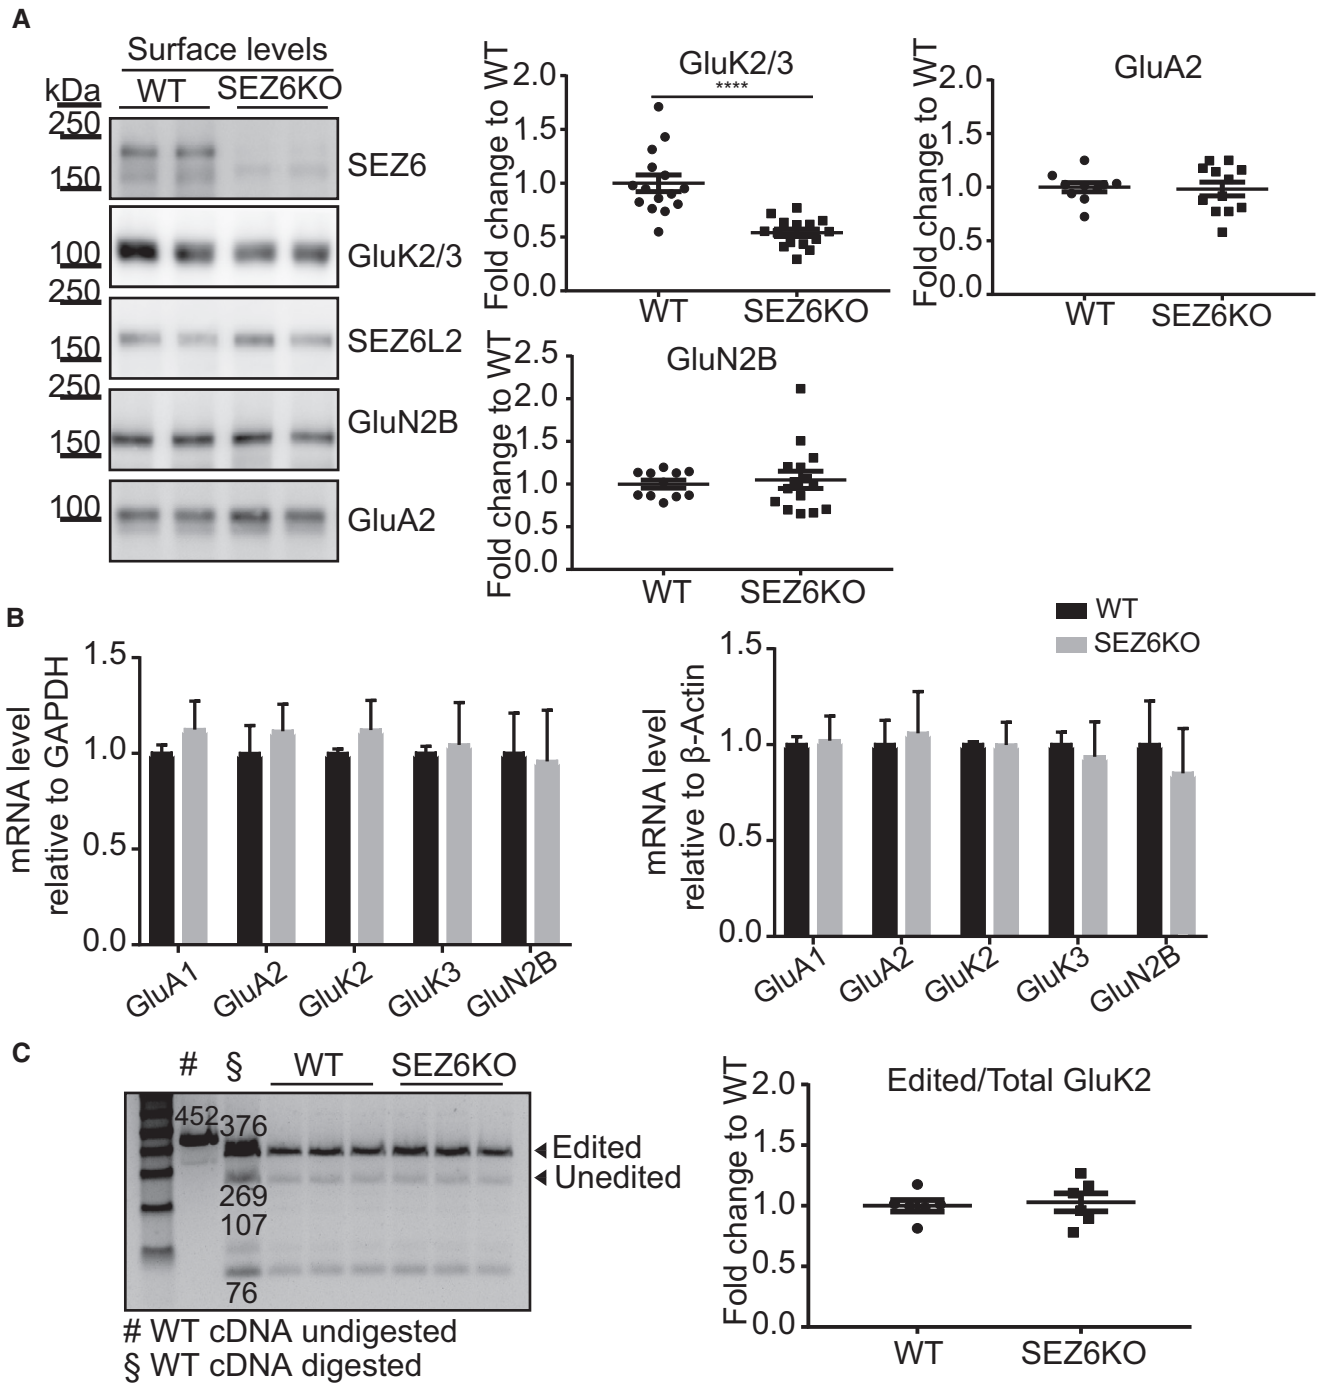 A
Surface levels
kDa WT SEZ6KO
250
150
SEZ6
100
GluK2/3
250
150
SEZ6L2
250
150
GluN2B
100
GluA2
GluK2/3
****
Fold change to WT
2.0
1.5
1.0
0.5
0.0
WT SEZ6KO
GluA2
Fold change to WT
2.0
1.5
1.0
0.5
0.0
WT SEZ6KO
GluN2B
Fold change to WT
2.5
2.0
1.5
1.0
0.5
0.0
WT SEZ6KO
B
WT
SEZ6KO
mRNA level
relative to GAPDH
1.5
1.0
0.5
0.0
GluA1 GluA2 GluK2 GluK3 GluN2B
mRNA level
relative to β-Actin
1.5
1.0
0.5
0.0
GluA1 GluA2 GluK2 GluK3 GluN2B
C
# § WT SEZ6KO
452
376
269
107
76
Edited
Unedited
# WT cDNA undigested
§ WT cDNA digested
Edited/Total GluK2
Fold change to WT
2.0
1.5
1.0
0.5
0.0
WT SEZ6KO